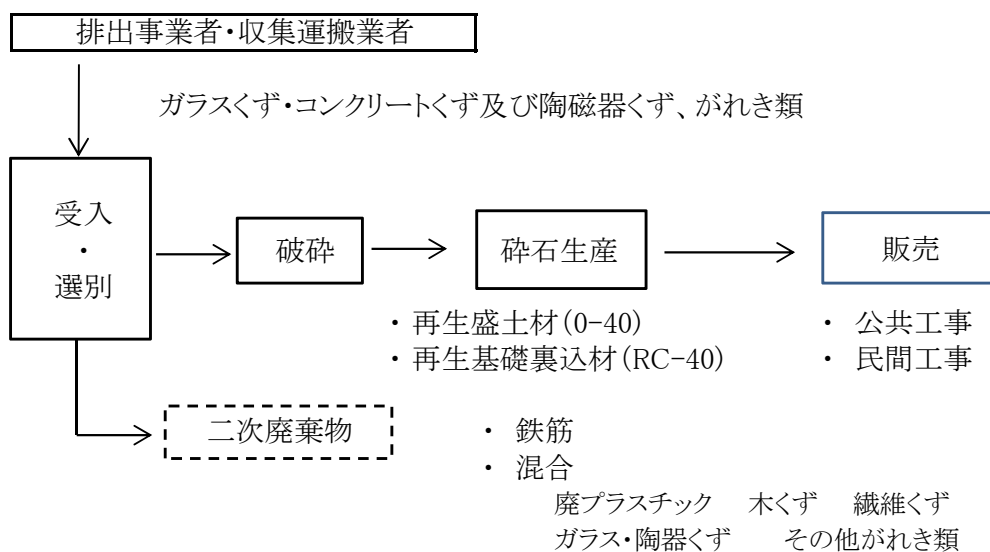 排出事業者・収集運搬業者
ガラスくず・コンクリートくず及び陶磁器くず、がれき類
受入
・
選別
破砕
砕石生産
販売
・再生盛土材(0-40)
・再生基礎裏込材(RC-40)
・ 公共工事
・ 民間工事
二次廃棄物
・ 鉄筋
・ 混合
廃プラスチック 木くず 繊維くず
ガラス・陶器くず その他がれき類